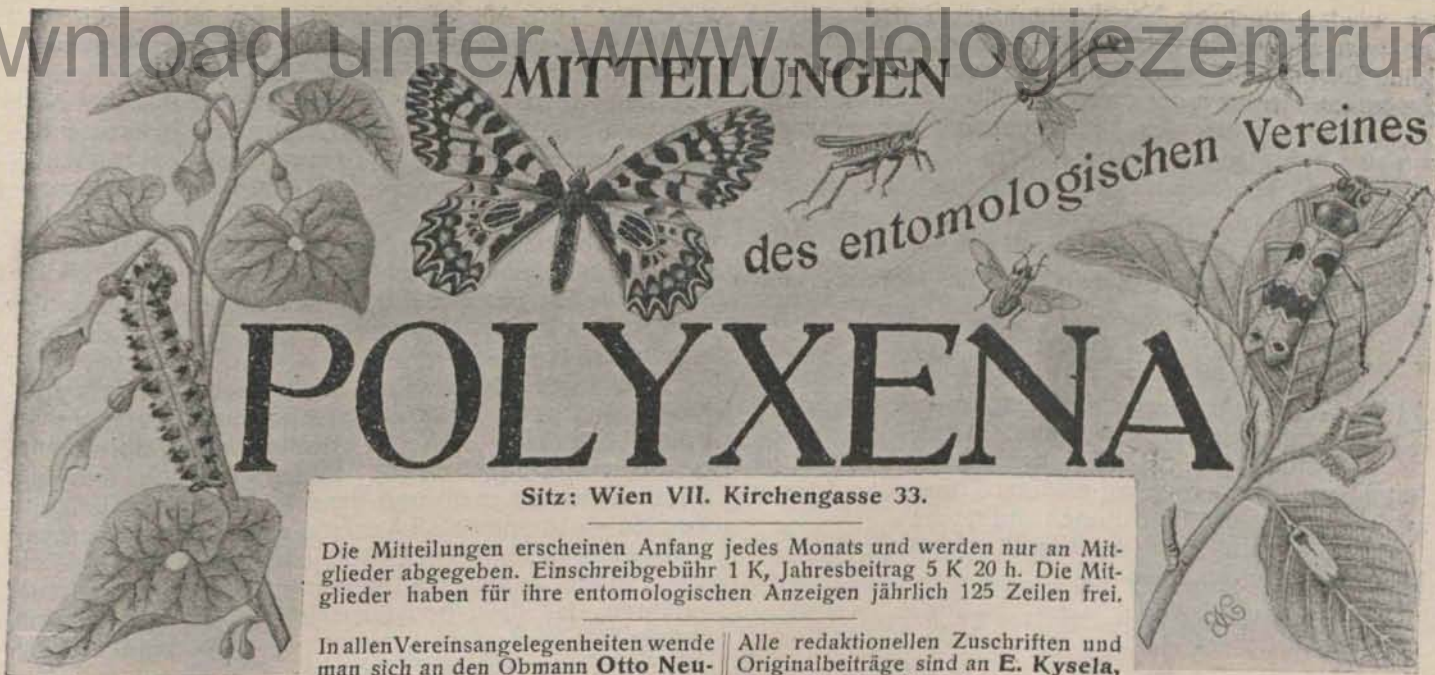 wnload unter www.biologiezentrum
MITTEILUNGEN
des entomologischen Vereines
POLYXENA
Sitz: Wien VII. Kirchengasse 33.
Die Mitteilungen erscheinen Anfang jedes Monats und werden nur an Mit-
glieder abgegeben. Einschreibgebühr 1 K, Jahresbeitrag 5 K 20 h. Die Mit-
glieder haben für ihre entomologischen Anzeigen jährlich 125 Zeilen frei.
In allen Vereinsangelegenheiten wende
man sich an den Obmann Otto Neu-
Alle redaktionellen Zuschriften und
Originalbeiträge sind an E. Kysela,